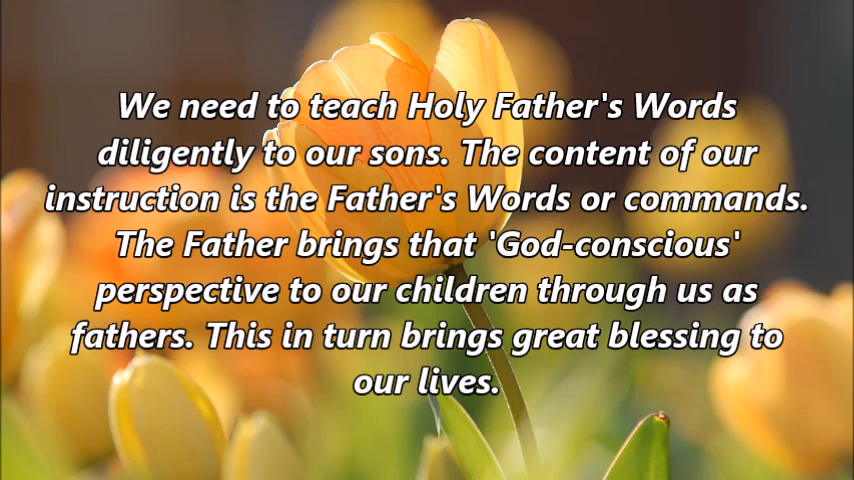 We need to teach Holy Father's Words
diligently to our sons. The content of our
instruction is the Father's Words or commands.
The Father brings that 'God-conscious'
perspective to our children through us as
fathers. This in turn brings great blessing to
our lives.